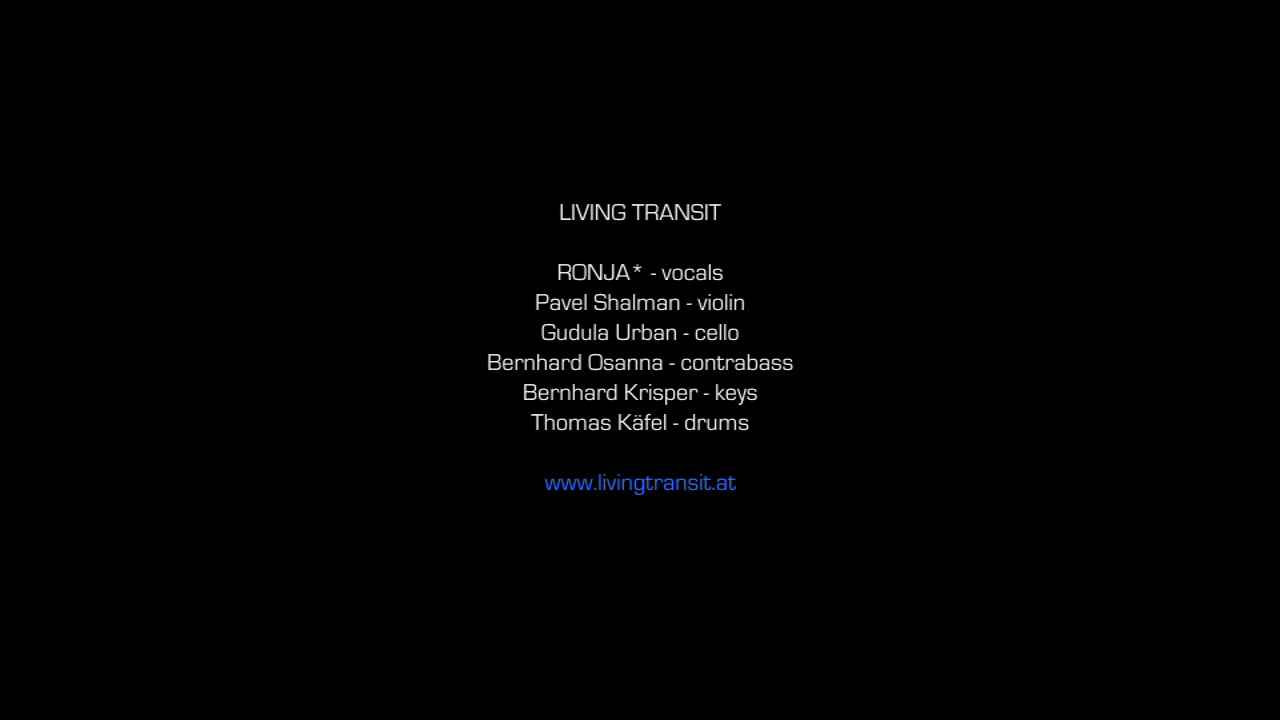 LIVING TRANSIT
RONJA* - vocals
Pavel Shalman - violin
Gudula Urban - cello
Bernhard Osanna - contrabass
Bernhard Krisper - keys
Thomas Käfel - drums
www.livingtransit.at